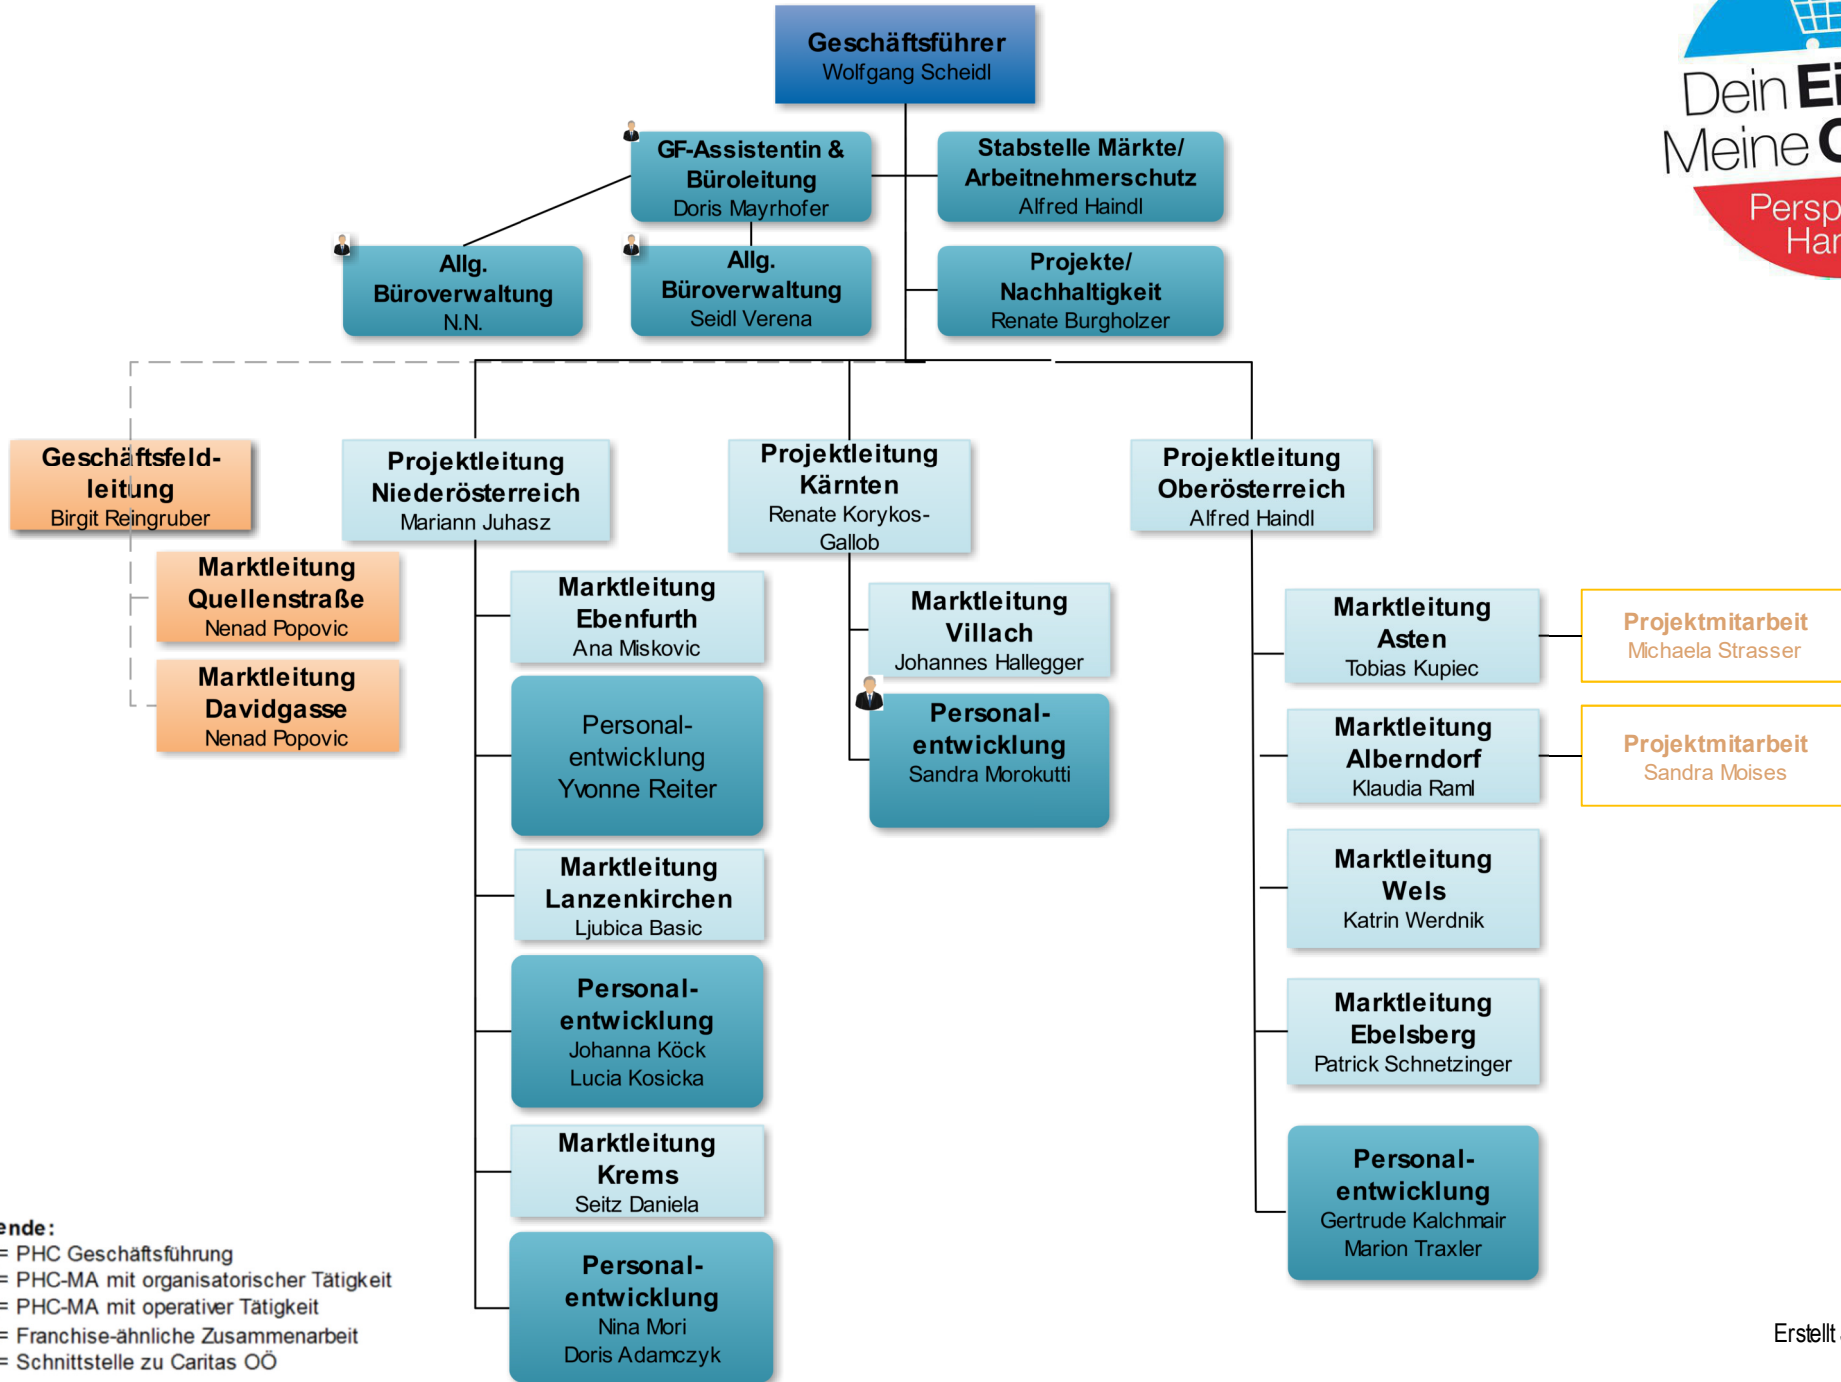 Geschäftsführer
Wolfgang Scheidl
Dein
Meine
GF-Assistentin &
Büroleitung
Doris Mayrhofer
Stabstelle Märkte/
Arbeitnehmerschutz
Alfred Haindl
Allg.
Büroverwaltung
N.N.
Allg.
Büroverwaltung
Seidl Verena
Projekte/
Nachhaltigkeit
Renate Burgholzer
Geschäftsfeld-
leitung
Birgit Reingruber
Marktleitung
Quellenstraße
Nenad Popovic
Marktleitung
Davidgasse
Nenad Popovic
Projektleitung
Niederösterreich
Mariann Juhasz
Marktleitung
Ebenfurth
Ana Miskovic
Personal-
entwicklung
Yvonne Reiter
Marktleitung
Lanzenkirchen
Ljubica Basic
Personal-
entwicklung
Johanna Köck
Lucia Kosicka
Marktleitung
Krems
Seitz Daniela
Personal-
entwicklung
Nina Mori
Doris Adamczyk
Projektleitung
Kärnten
Renate Korykos-
Gallob
Marktleitung
Villach
Johannes Hallegger
Personal-
entwicklung
Sandra Morokutti
Projektleitung
Oberösterreich
Alfred Haindl
Marktleitung
Asten
Tobias Kupiec
Projektmitarbeit
Michaela Strasser
Marktleitung
Alberndorf
Klaudia Raml
Projektmitarbeit
Sandra Moises
Marktleitung
Wels
Katrin Werdnik
Marktleitung
Ebelsberg
Patrick Schnetzinger
Personal-
entwicklung
Gertrude Kalchmair
Marion Traxler
= PHC Geschäftsführung
= PHC-MA mit organisatorischer Tätigkeit
= PHC-MA mit operativer Tätigkeit
= Franchise-ähnliche Zusammenarbeit
= Schnittstelle zu Caritas OÖ
Erstellt